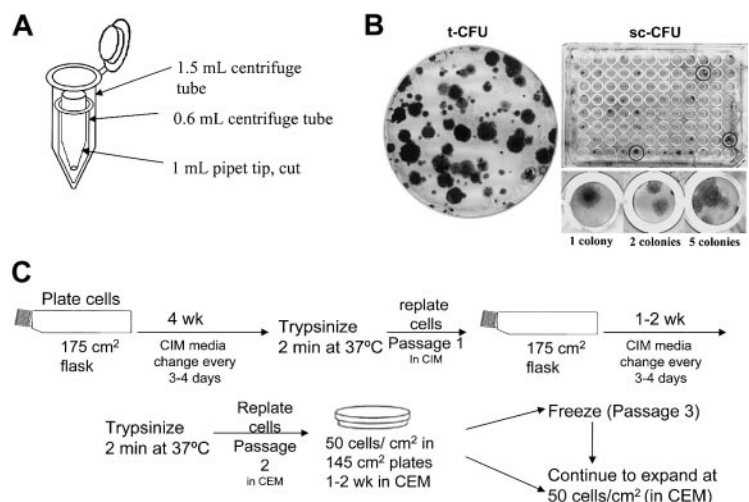 A
1.5 mL centrifuge
tube
0.6 mL centrifuge tube
1 mL pipet tip, cut
B
t-CFU
sc-CFU
1 colony
2 colonies
5 colonies
C
Plate cells
175 cm²
flask
4 wk
CIM media
change every
3-4 days
Trypsinize
2 min at 37ºC
replate
cells
Passage 1
In CIM
175 cm²
flask
1-2 wk
CIM media
change every
3-4 days
Trypsinize
2 min at 37ºC
Replate
cells
Passage
2
in CEM
50 cells/ cm² in
145 cm² plates
1-2 wk in CEM
Freeze (Passage 3)
Continue to expand at
50 cells/cm² (in CEM)